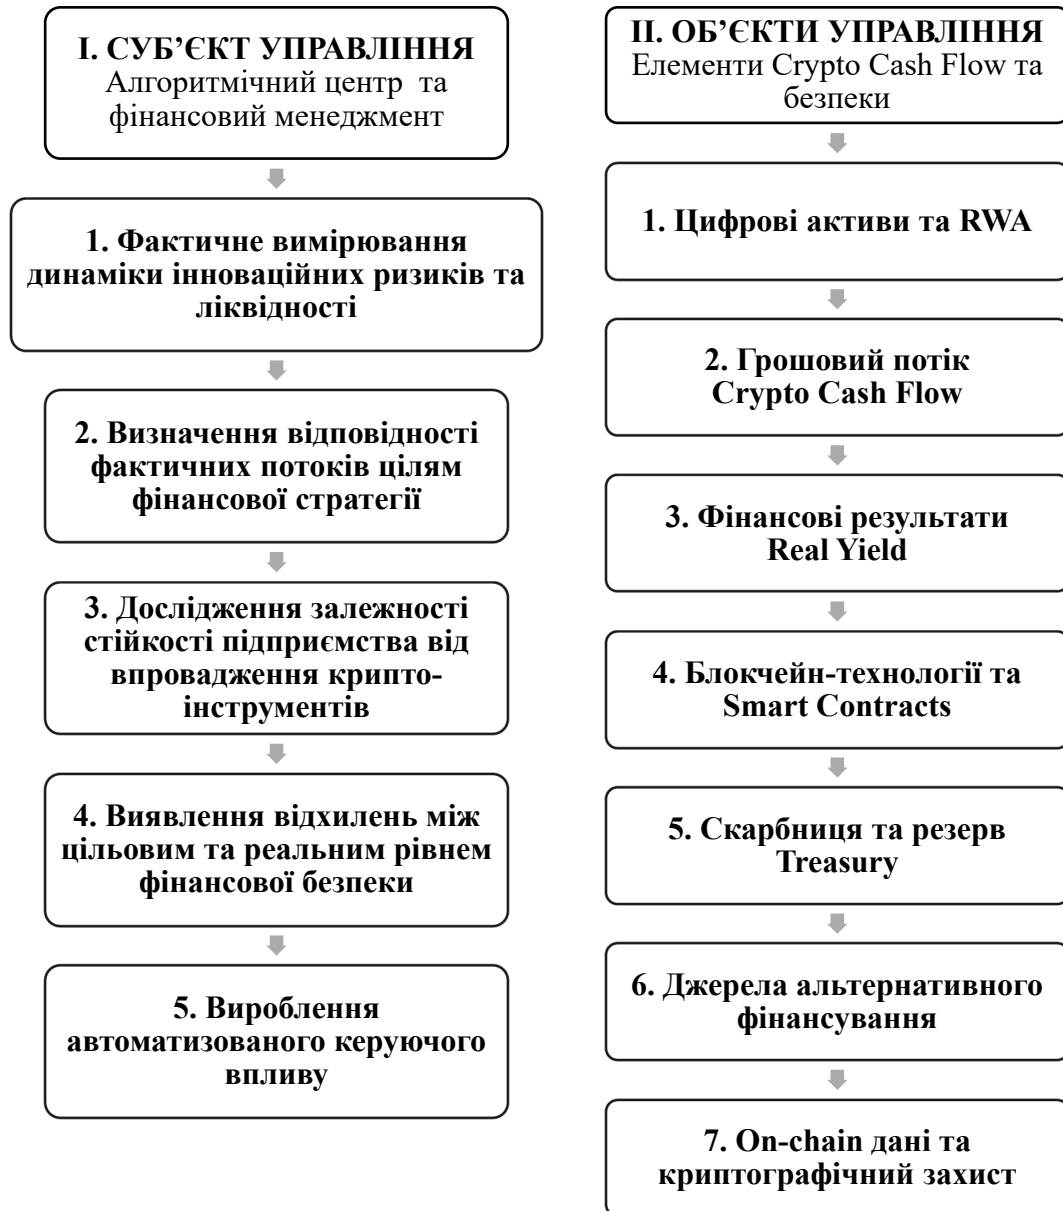 І. СУБ’ЄКТ УПРАВЛІННЯ
Алгоритмічний центр та
фінансовий менеджмент
1. Фактичне вимірювання
динаміки інноваційних ризиків та
ліквідності
2. Визначення відповідності
фактичних потоків цілям
фінансової стратегії
3. Дослідження залежності
стійкості підприємства від
впровадження крипто-
інструментів
4. Виявлення відхилень між
цільовим та реальним рівнем
фінансової безпеки
5. Вироблення
автоматизованого керуючого
впливу
ІІ. ОБ’ЄКТИ УПРАВЛІННЯ
Елементи Crypto Cash Flow та
безпеки
1. Цифрові активи та RWA
2. Грошовий потік
Crypto Cash Flow
3. Фінансові результати
Real Yield
4. Блокчейн-технології та
Smart Contracts
5. Скарбниця та резерв
Treasury
6. Джерела альтернативного
фінансування
7. On-chain дані та
криптографічний захист